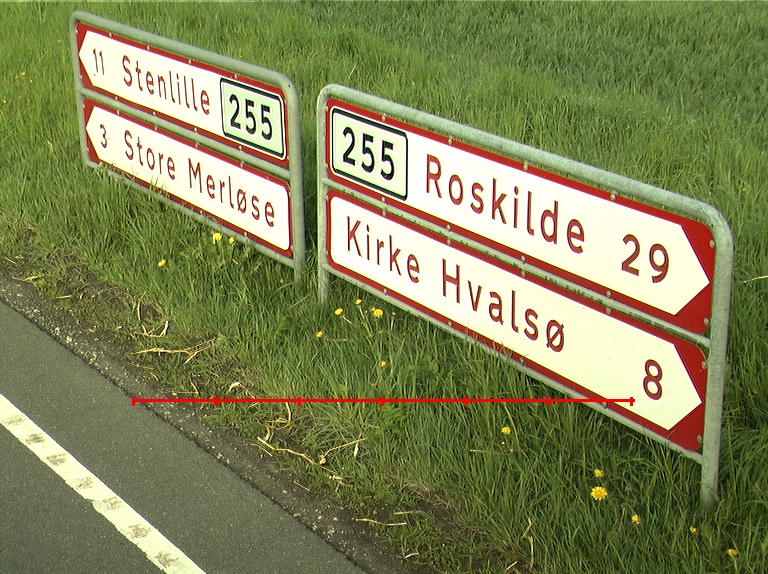 11 Stenlille 255
3 Store Merløse
255 Roskilde 29
Kirke Hvalsø 8